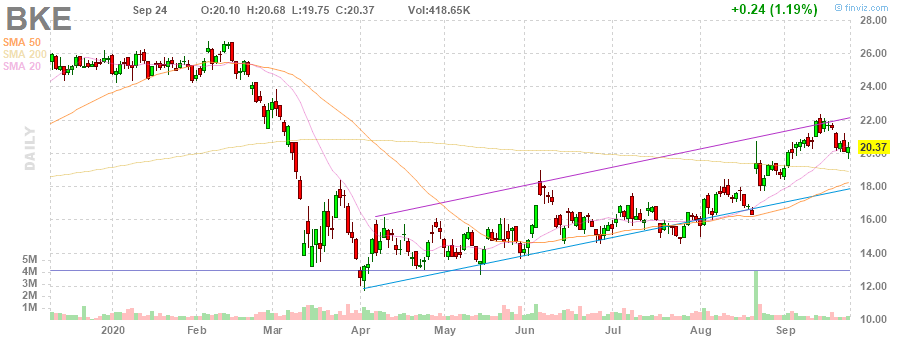 BKE
Sep 24 O:20.10 H:20.68 L:19.75 C:20.37 Vol:418.65K
+0.24 (1.19%)
© finviz.com
SMA 50
SMA 200
SMA 20
DAILY
28.00
26.00
24.00
22.00
20.37
20.00
18.00
16.00
14.00
12.00
10.00
5M
4M
3M
2M
1M
2020 Feb Mar Apr May Jun Jul Aug Sep